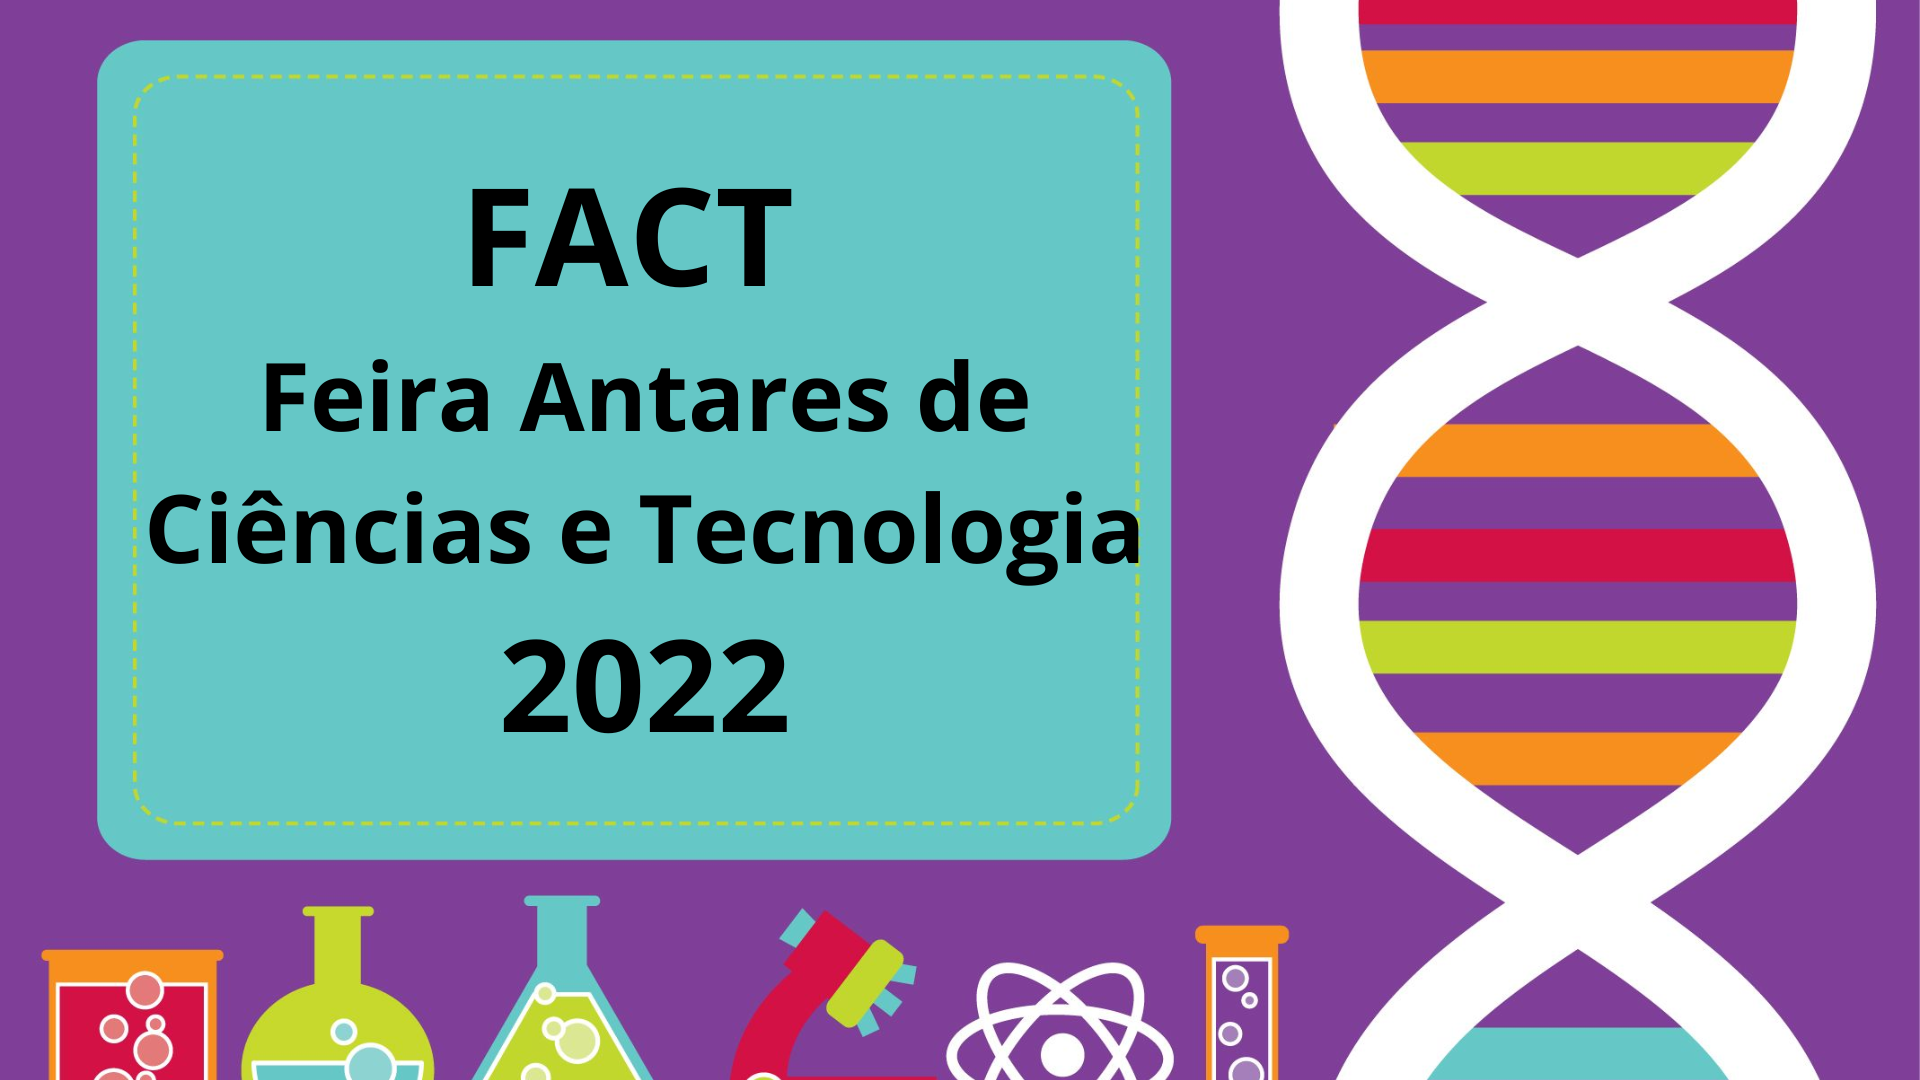 FACT
Feira Antares de
Ciências e Tecnologia
2022